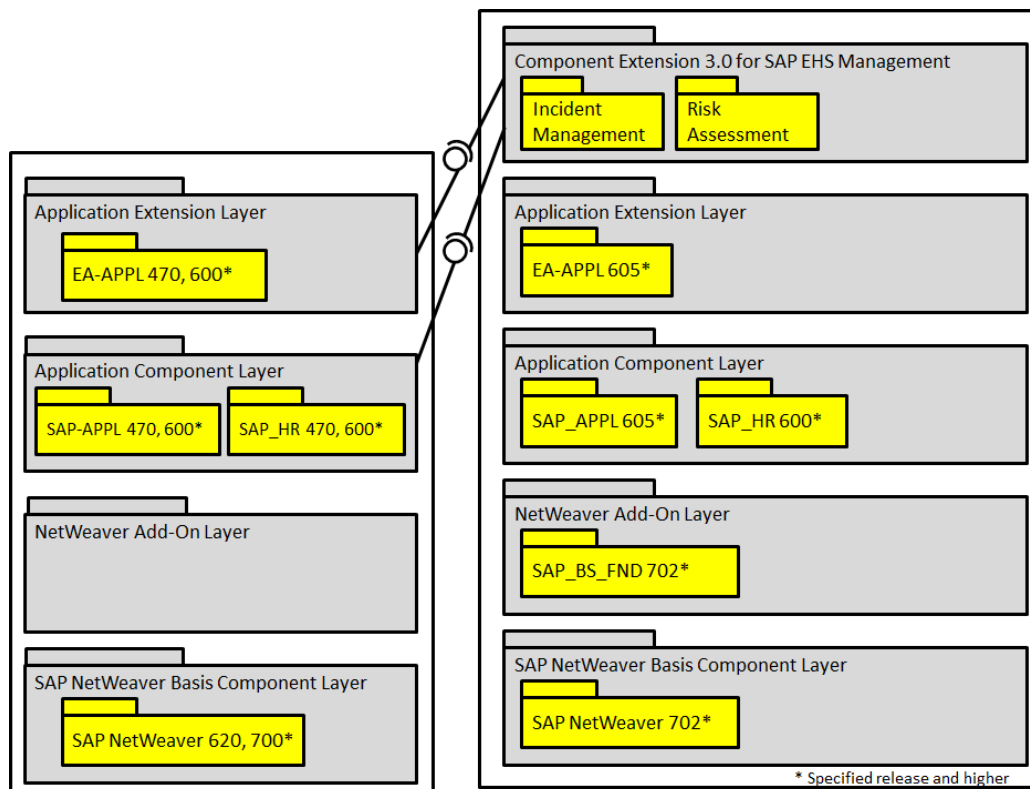 Application Extension Layer
EA-APPL 470, 600*
Application Component Layer
SAP-APPL 470, 600*
SAP_HR 470, 600*
NetWeaver Add-On Layer
SAP NetWeaver Basis Component Layer
SAP NetWeaver 620, 700*
Component Extension 3.0 for SAP EHS Management
Incident
Management
Risk
Assessment
Application Extension Layer
EA-APPL 605*
Application Component Layer
SAP_APPL 605*
SAP_HR 600*
NetWeaver Add-On Layer
SAP_BS_FND 702*
SAP NetWeaver Basis Component Layer
SAP NetWeaver 702*
* Specified release and higher